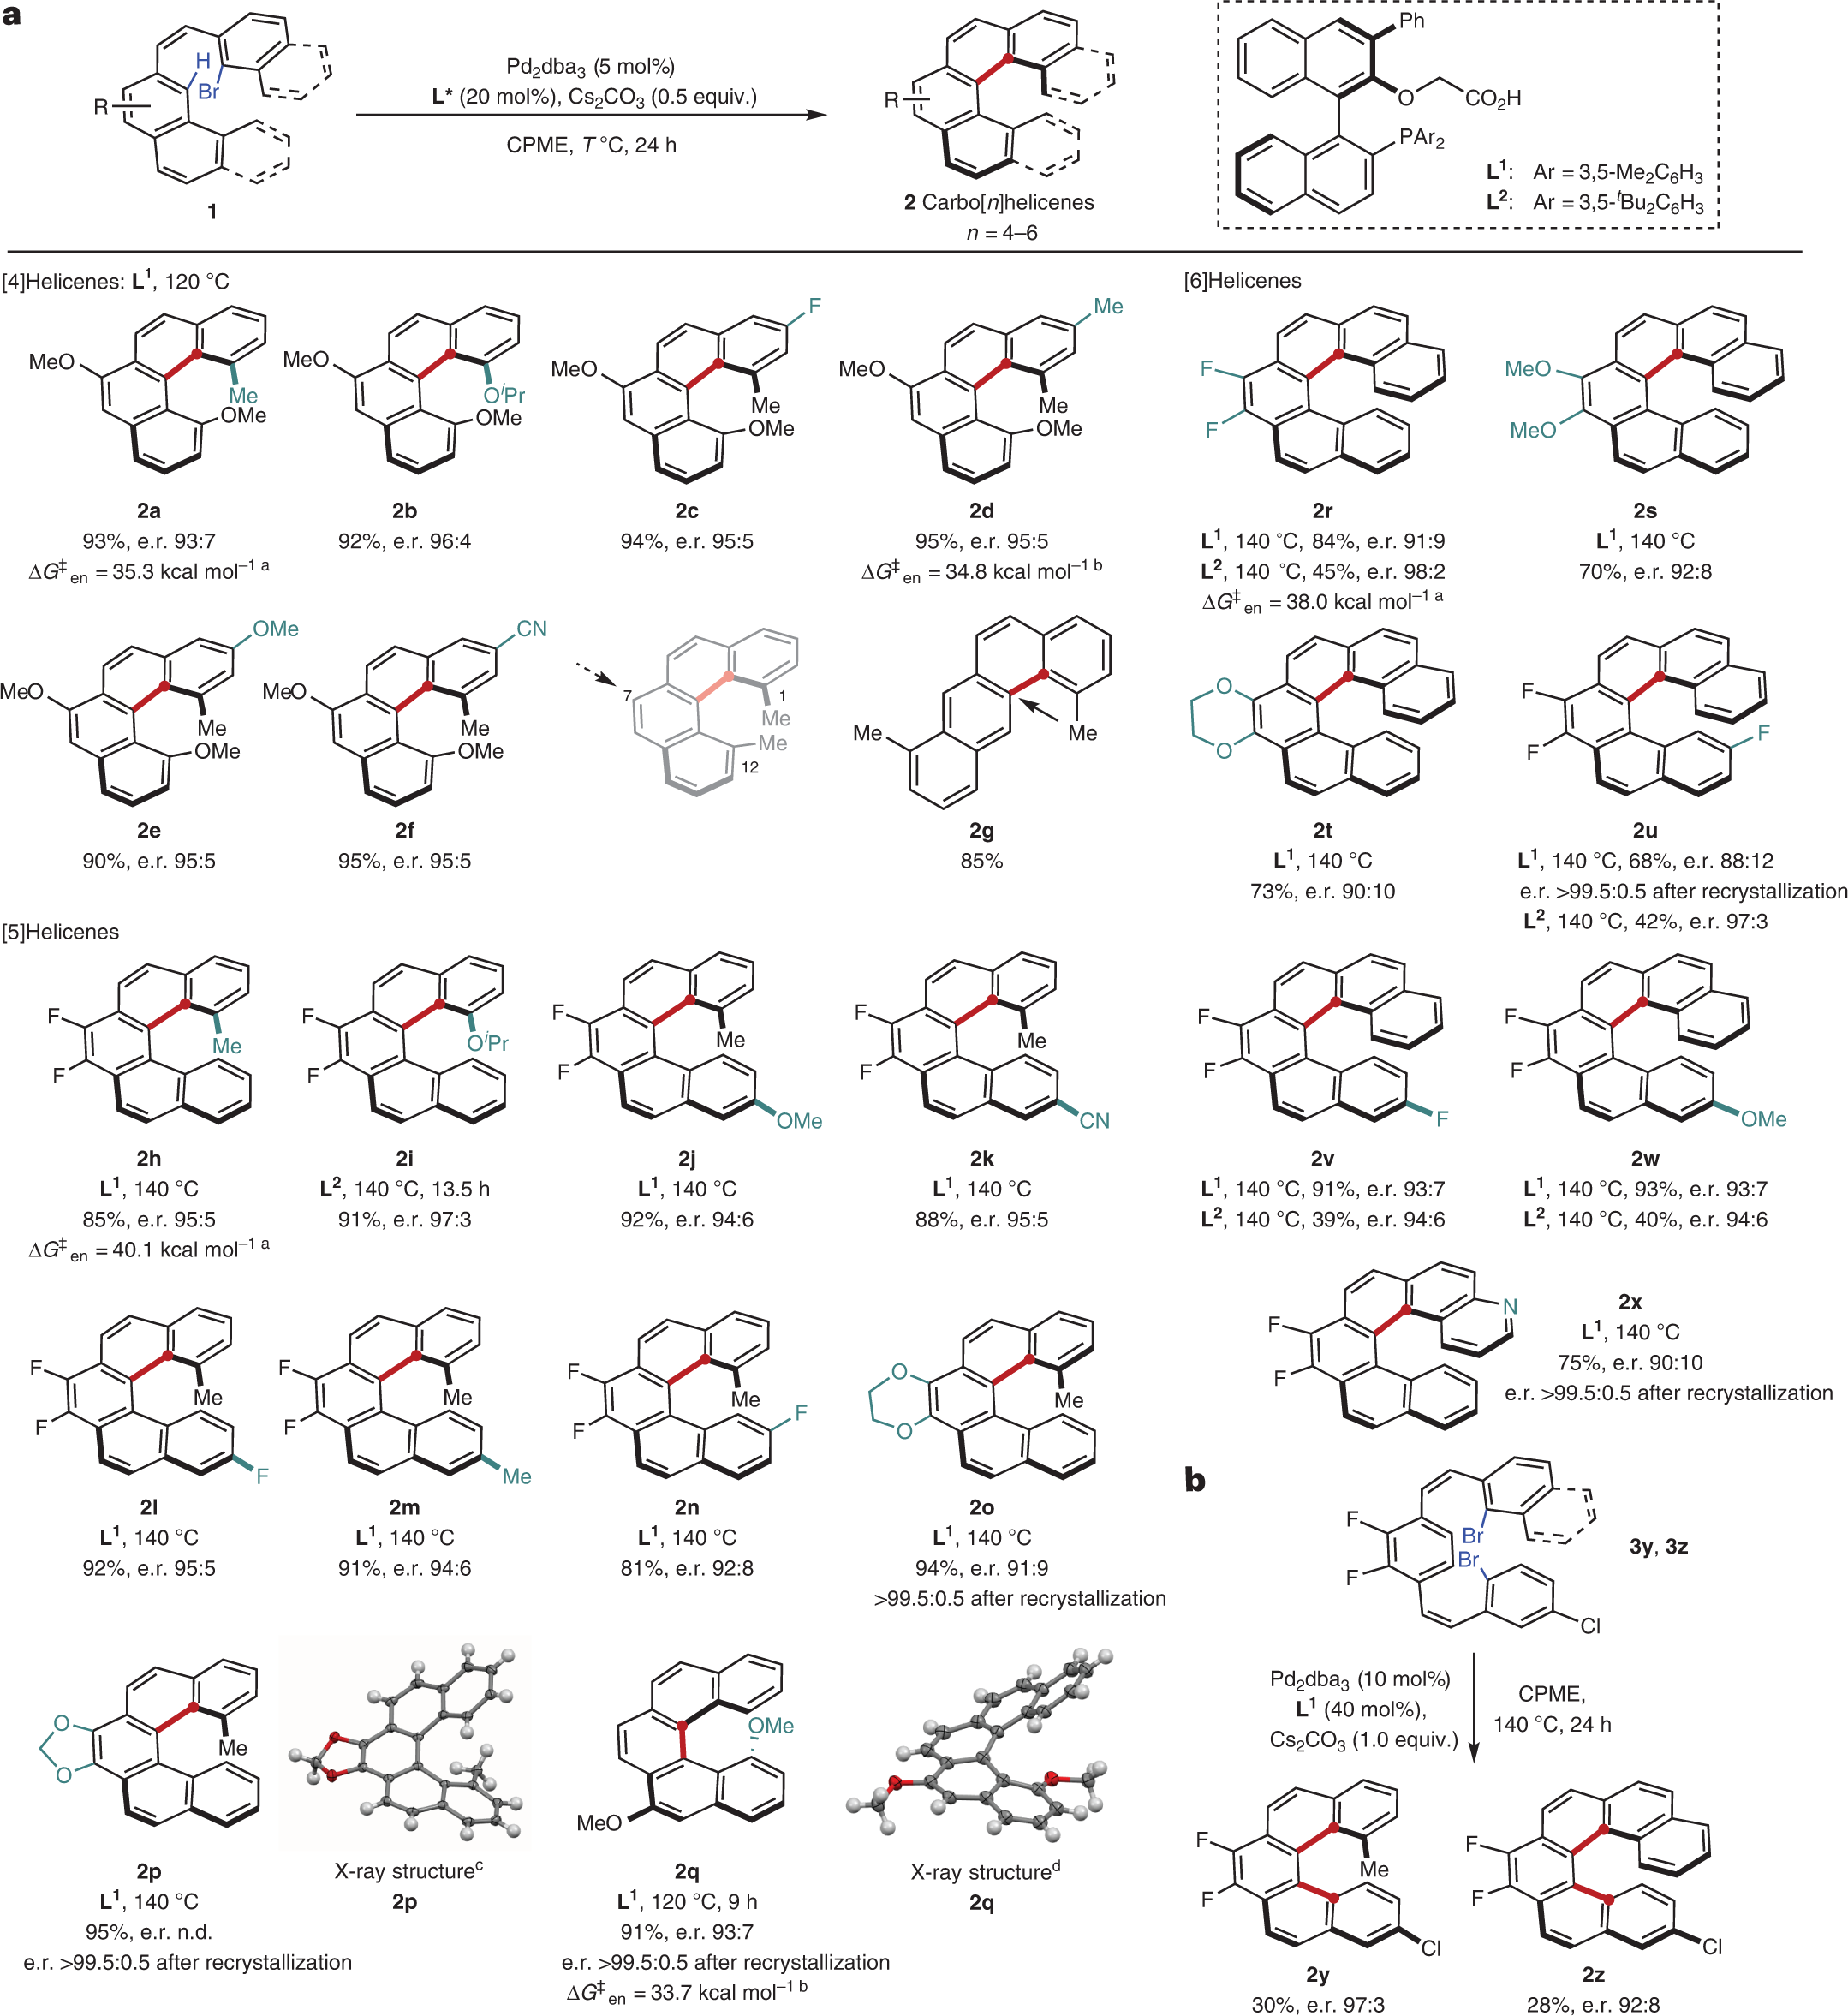 a
H
Br
R
1
Pd2dba3 (5 mol%)
L* (20 mol%), Cs2CO3 (0.5 equiv.)
CPME, T °C, 24 h
R
2 Carbo[n]helicenes
n = 4–6
Ph
O
CO2H
PAr2
L1: Ar = 3,5-Me2C6H3
L2: Ar = 3,5-tBu2C6H3
[4]Helicenes: L1, 120 °C
MeO
Me
OMe
2a
93%, e.r. 93:7
ΔG‡en = 35.3 kcal mol−1 a
MeO
OiPr
OMe
2b
92%, e.r. 96:4
F
MeO
Me
OMe
2c
94%, e.r. 95:5
Me
MeO
Me
OMe
2d
95%, e.r. 95:5
ΔG‡en = 34.8 kcal mol−1 b
OMe
MeO
Me
OMe
2e
90%, e.r. 95:5
CN
MeO
Me
OMe
2f
95%, e.r. 95:5
7
1
Me
Me
12
Me
Me
2g
85%
[5]Helicenes
F
F
Me
2h
L1, 140 °C
85%, e.r. 95:5
ΔG‡en = 40.1 kcal mol−1 a
F
F
OiPr
2i
L2, 140 °C, 13.5 h
91%, e.r. 97:3
F
F
Me
OMe
2j
L1, 140 °C
92%, e.r. 94:6
F
F
Me
CN
2k
L1, 140 °C
88%, e.r. 95:5
F
F
Me
F
2l
L1, 140 °C
92%, e.r. 95:5
F
F
Me
Me
2m
L1, 140 °C
91%, e.r. 94:6
F
F
Me
F
2n
L1, 140 °C
81%, e.r. 92:8
O
O
Me
2o
L1, 140 °C
94%, e.r. 91:9
>99.5:0.5 after recrystallization
O
O
Me
2p
L1, 140 °C
95%, e.r. n.d.
e.r. >99.5:0.5 after recrystallization
X-ray structurec
2p
OMe
MeO
2q
L1, 120 °C, 9 h
91%, e.r. 93:7
e.r. >99.5:0.5 after recrystallization
ΔG‡en = 33.7 kcal mol−1 b
X-ray structured
2q
[6]Helicenes
F
F
2r
L1, 140 °C, 84%, e.r. 91:9
L2, 140 °C, 45%, e.r. 98:2
ΔG‡en = 38.0 kcal mol−1 a
MeO
MeO
2s
L1, 140 °C
70%, e.r. 92:8
O
O
2t
L1, 140 °C
73%, e.r. 90:10
F
F
F
2u
L1, 140 °C, 68%, e.r. 88:12
e.r. >99.5:0.5 after recrystallization
L2, 140 °C, 42%, e.r. 97:3
F
F
F
2v
L1, 140 °C, 91%, e.r. 93:7
L2, 140 °C, 39%, e.r. 94:6
F
F
OMe
2w
L1, 140 °C, 93%, e.r. 93:7
L2, 140 °C, 40%, e.r. 94:6
N
F
F
2x
L1, 140 °C
75%, e.r. 90:10
e.r. >99.5:0.5 after recrystallization
b
F
F
Br
Br
Cl
3y, 3z
Pd2dba3 (10 mol%)
L1 (40 mol%),
Cs2CO3 (1.0 equiv.)
CPME,
140 °C, 24 h
F
F
Me
Cl
2y
30%, e.r. 97:3
F
F
Cl
2z
28%, e.r. 92:8